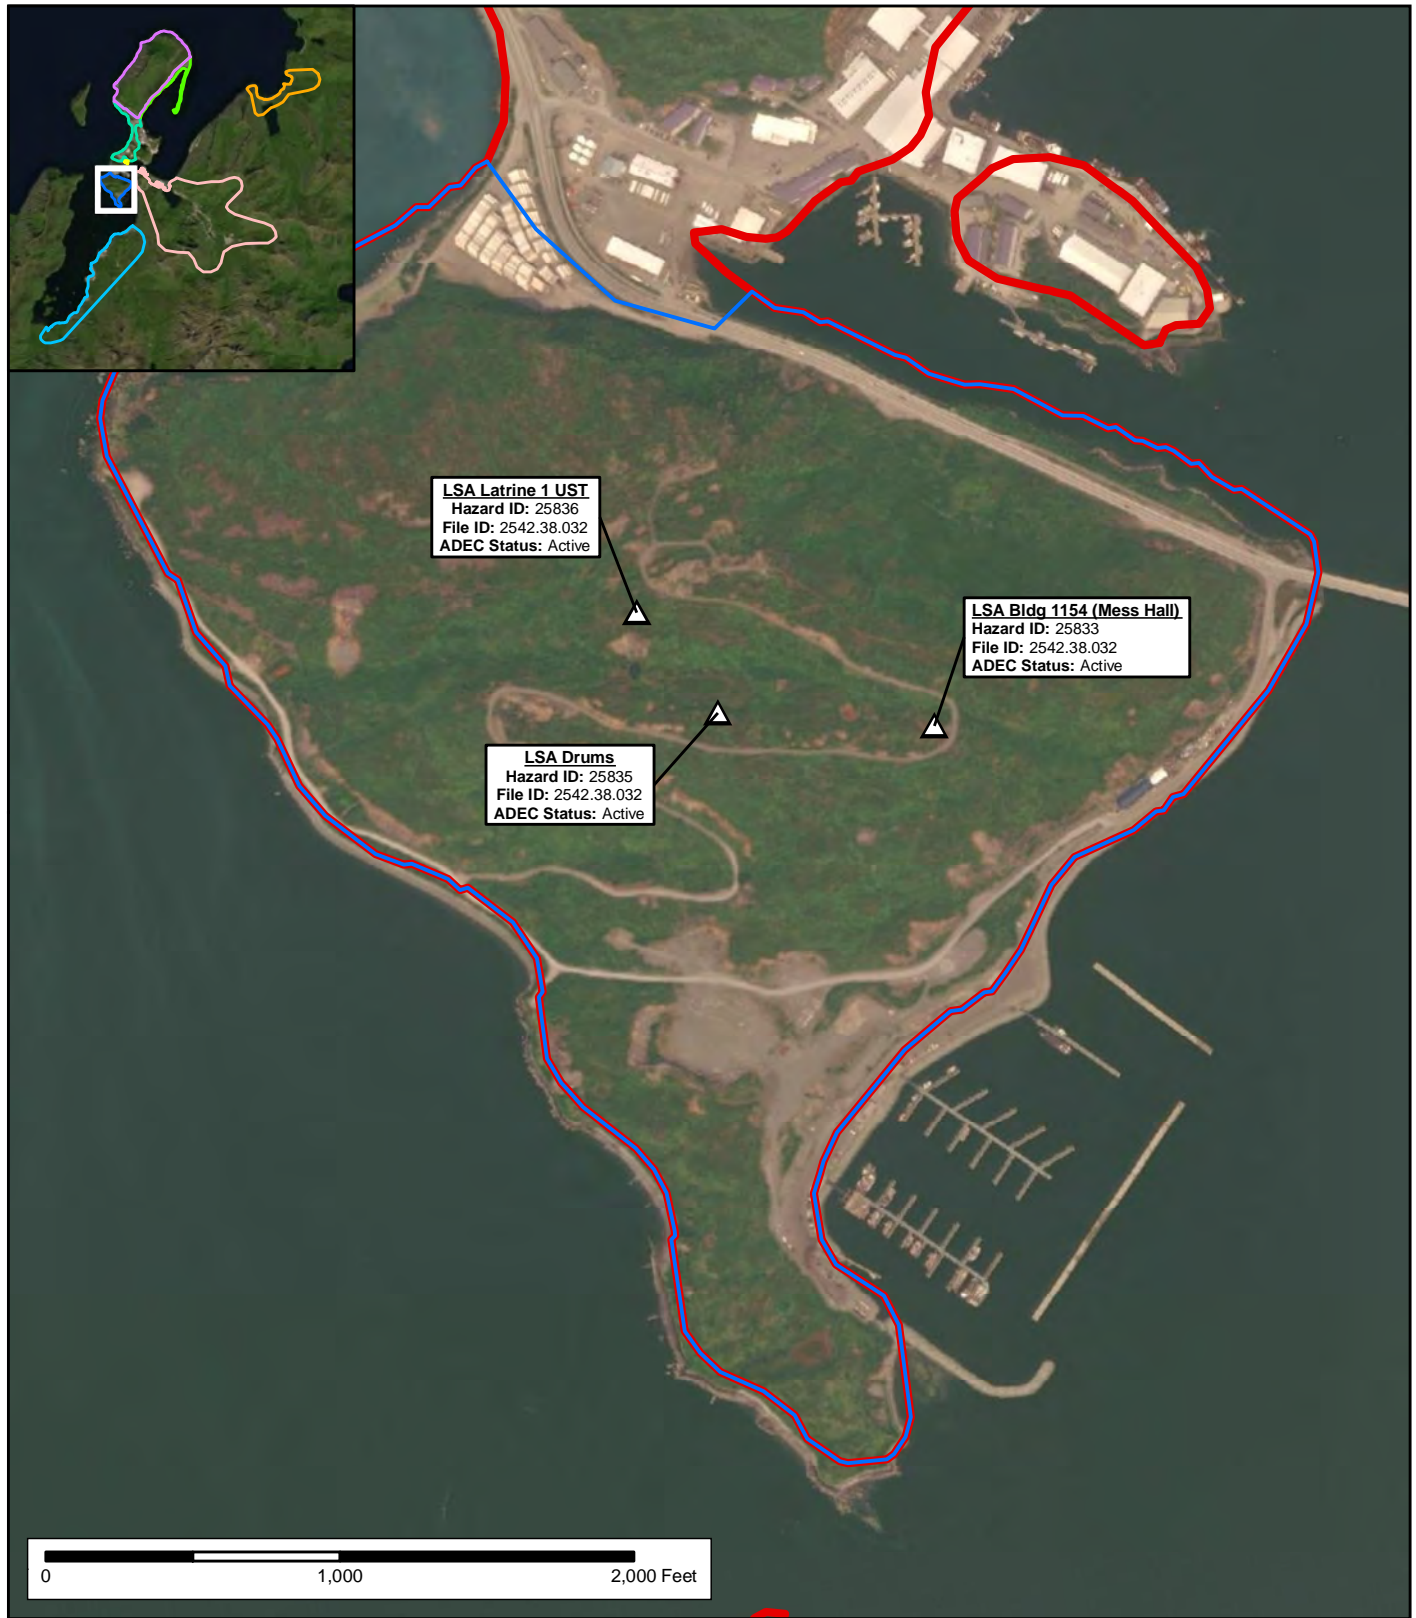 LSA Latrine 1 UST
Hazard ID: 25836
File ID: 2542.38.032
ADEC Status: Active
LSA Bldg 1154 (Mess Hall)
Hazard ID: 25833
File ID: 2542.38.032
ADEC Status: Active
LSA Drums
Hazard ID: 25835
File ID: 2542.38.032
ADEC Status: Active
0 1,000 2,000 Feet